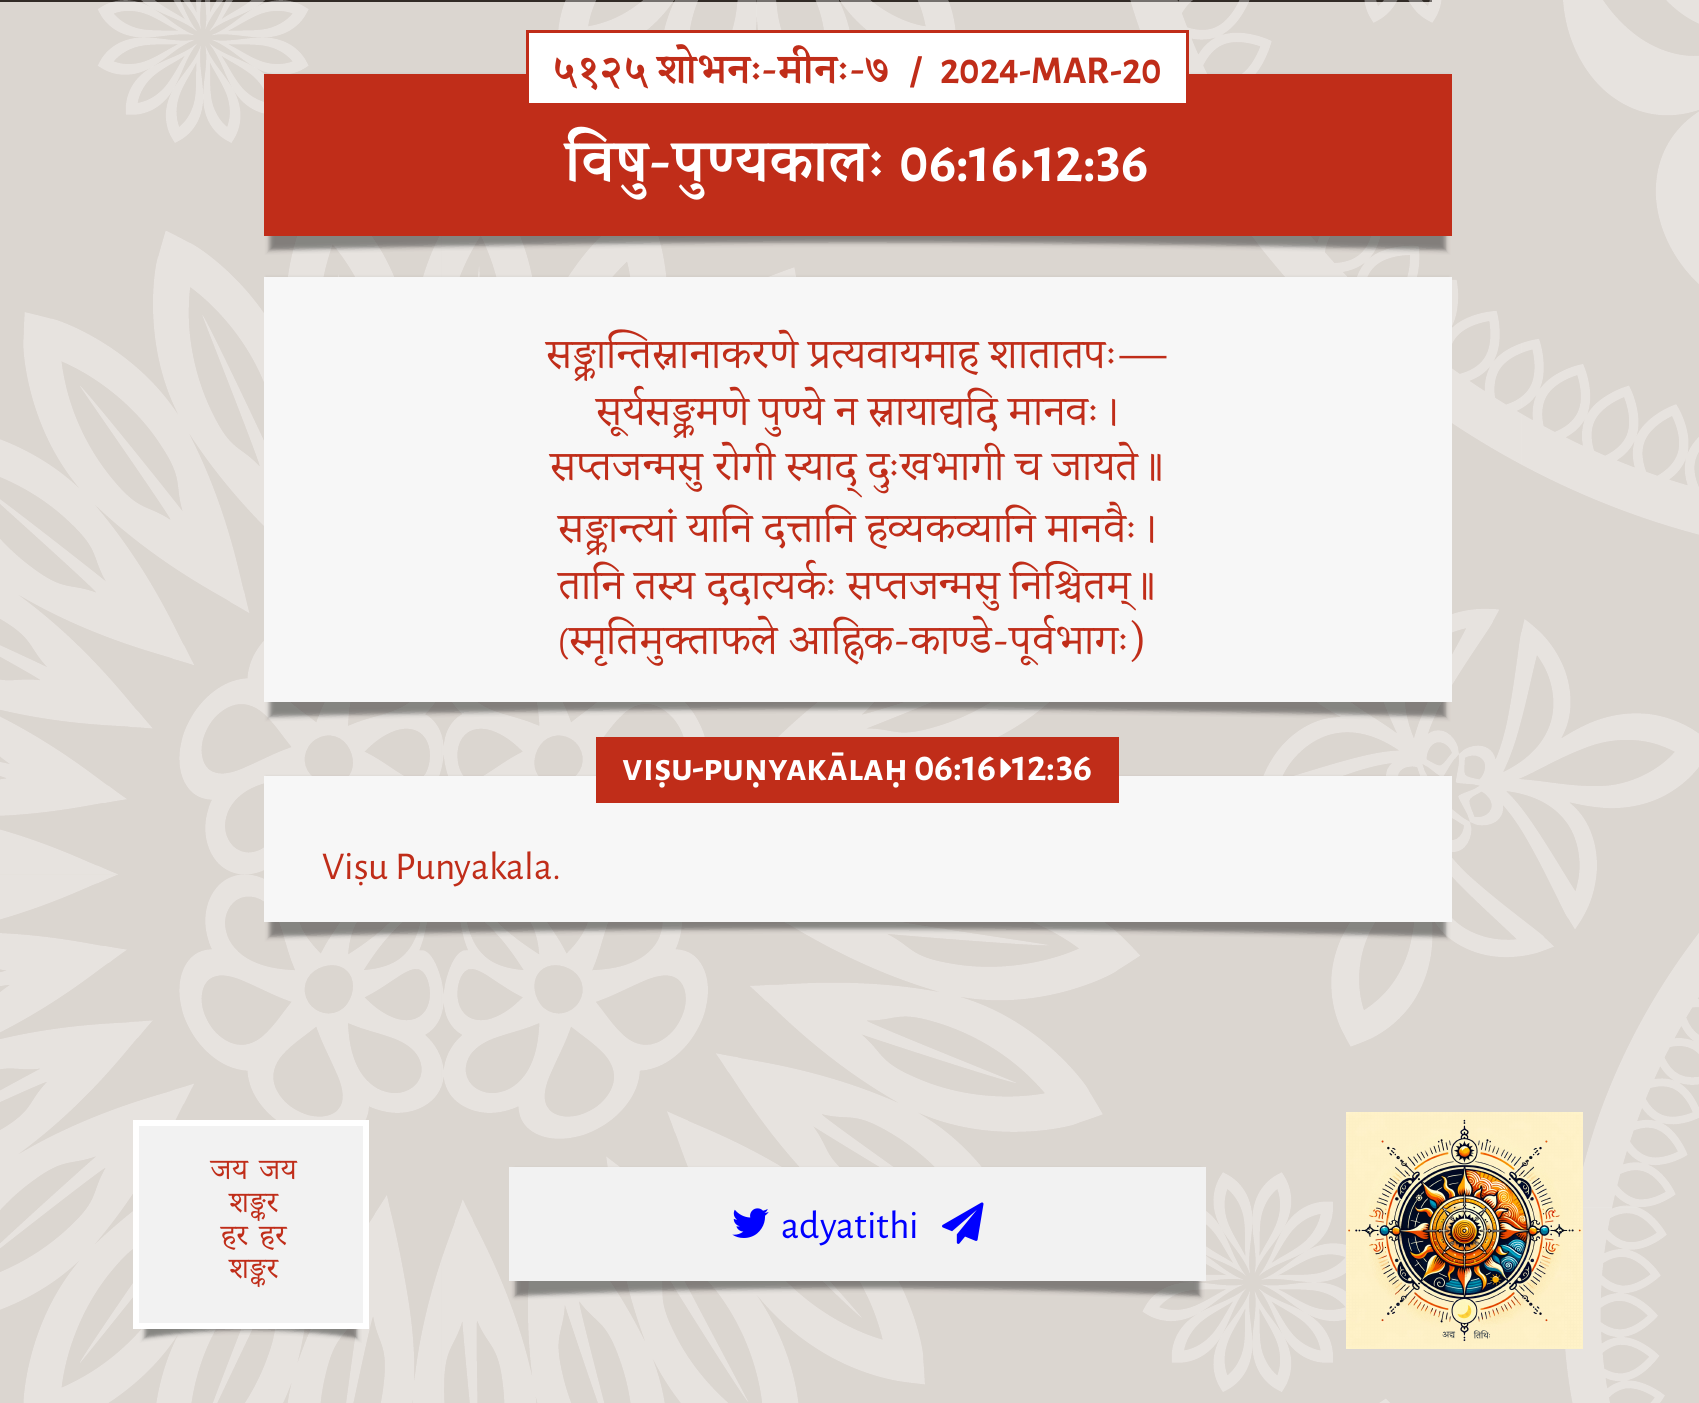 ५१२५ शोभनः-मीनः-७ / 2024-MAR-20
विषु-पुण्यकालः 06:16▸12:36
सङ्क्रान्तिस्नानाकरणे प्रत्यवायमाह शातातपः—
सूर्यसङ्क्रमणे पुण्ये न स्नायाद्यदि मानवः।
सप्तजन्मसु रोगी स्याद् दुःखभागी च जायते॥
सङ्क्रान्त्यां यानि दत्तानि हव्यकव्यानि मानवैः।
तानि तस्य ददात्यर्कः सप्तजन्मसु निश्चितम्॥
(स्मृतिमुक्ताफले आह्निक-काण्डे-पूर्वभागः)
VIṢU-PUṆYAKĀLAḤ 06:16▸12:36
Viṣu Punyakala.
जय जय
शङ्कर
हर हर
शङ्कर
adyatithi
अद्य तिथिः